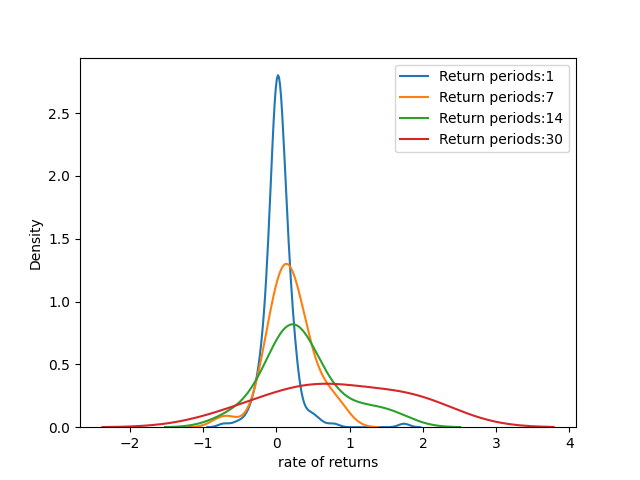 Return periods:1
Return periods:7
Return periods:14
Return periods:30
Density
2.5
2.0
1.5
1.0
0.5
0.0
−2 −1 0 1 2 3 4
rate of returns